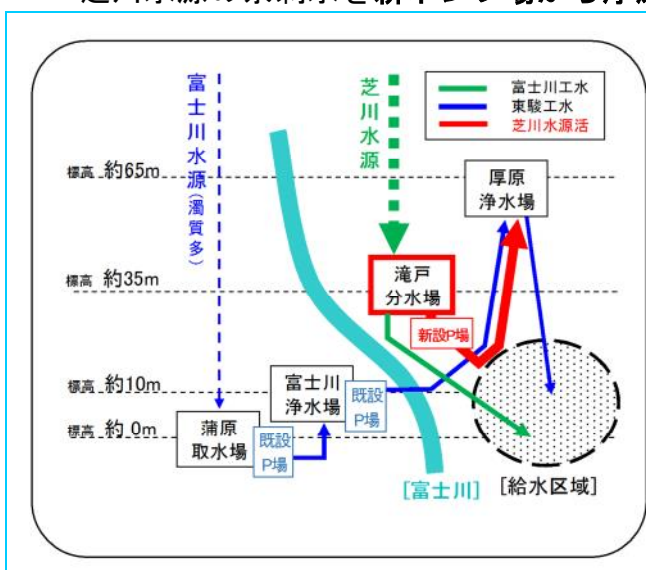 富士川水源(濁質多)
芝川水源
富士川工水
東駿工水
芝川水源活
標高 約65m
厚原
浄水場
標高 約35m
滝戸
分水場
新設P場
標高 約10m
富士川
浄水場
既設
P場
標高 約 0m
蒲原
取水場
既設
P場
[富士川]
[給水区域]